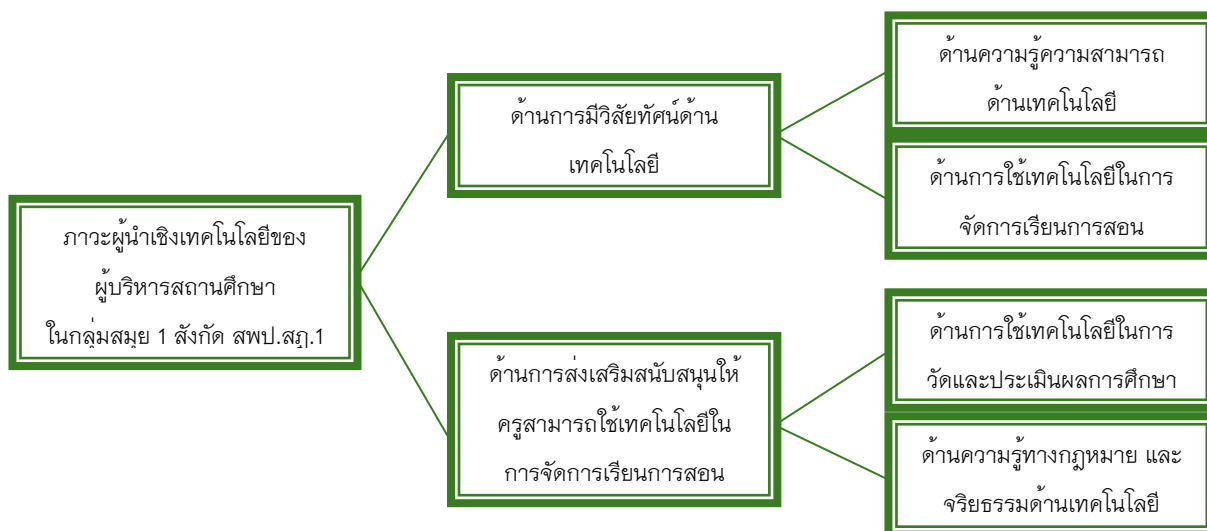 ภาวะผู้นำเชิงเทคโนโลยีของ
ผู้บริหารสถานศึกษา
ในกลุ่มสมุย 1 สังกัด สพป.สฎ.1
ด้านการมีวิสัยทัศน์ด้าน
เทคโนโลยี
ด้านความรู้ความสามารถ
ด้านเทคโนโลยี
ด้านการใช้เทคโนโลยีในการ
จัดการเรียนการสอน
ด้านการส่งเสริมสนับสนุนให้
ครูสามารถใช้เทคโนโลยีใน
การจัดการเรียนการสอน
ด้านการใช้เทคโนโลยีในการ
วัดและประเมินผลการศึกษา
ด้านความรู้ทางกฎหมาย และ
จริยธรรมด้านเทคโนโลยี